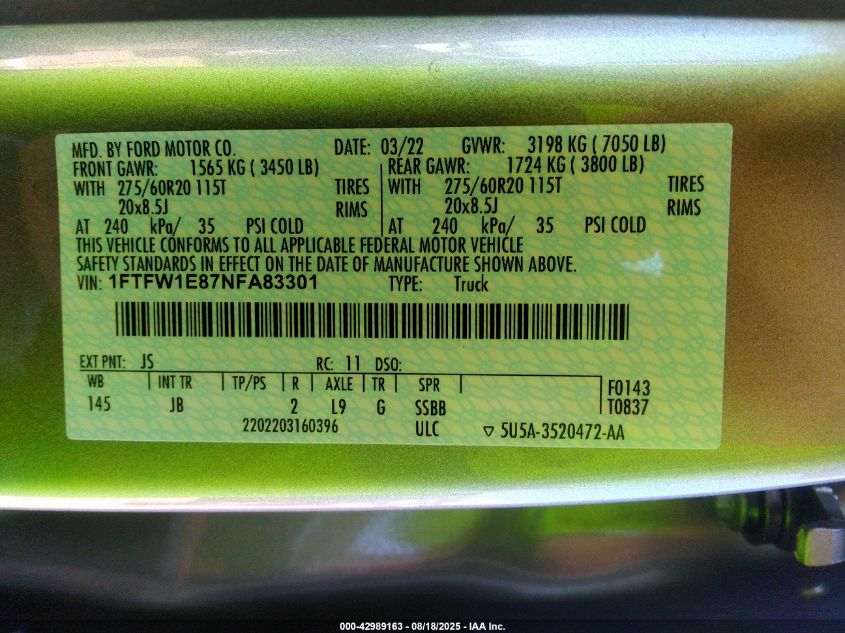 MFD. BY FORD MOTOR CO. DATE: 03/22 GVWR: 3198 KG ( 7050 LB)
FRONT GAWR: 1565 KG ( 3450 LB) REAR GAWR: 1724 KG ( 3800 LB)
WITH 275/60R20 115T TIRES WITH 275/60R20 115T TIRES
20x8.5J RIMS 20x8.5J RIMS
AT 240 kPa/ 35 PSI COLD AT 240 kPa/ 35 PSI COLD
THIS VEHICLE CONFORMS TO ALL APPLICABLE FEDERAL MOTOR VEHICLE
SAFETY STANDARDS IN EFFECT ON THE DATE OF MANUFACTURE SHOWN ABOVE.
VIN: 1FTFW1E87NFA83301 TYPE: Truck
EXT PNT: JS RC: 11 DSO:
WB INT TR TP/PS R AXLE TR SPR F0143
145 JB 2 L9 G SSBB T0837
2202203160396 ULC ▽ 5U5A-3520472-AA
000-42989163 - 08/18/2025 - IAA Inc.